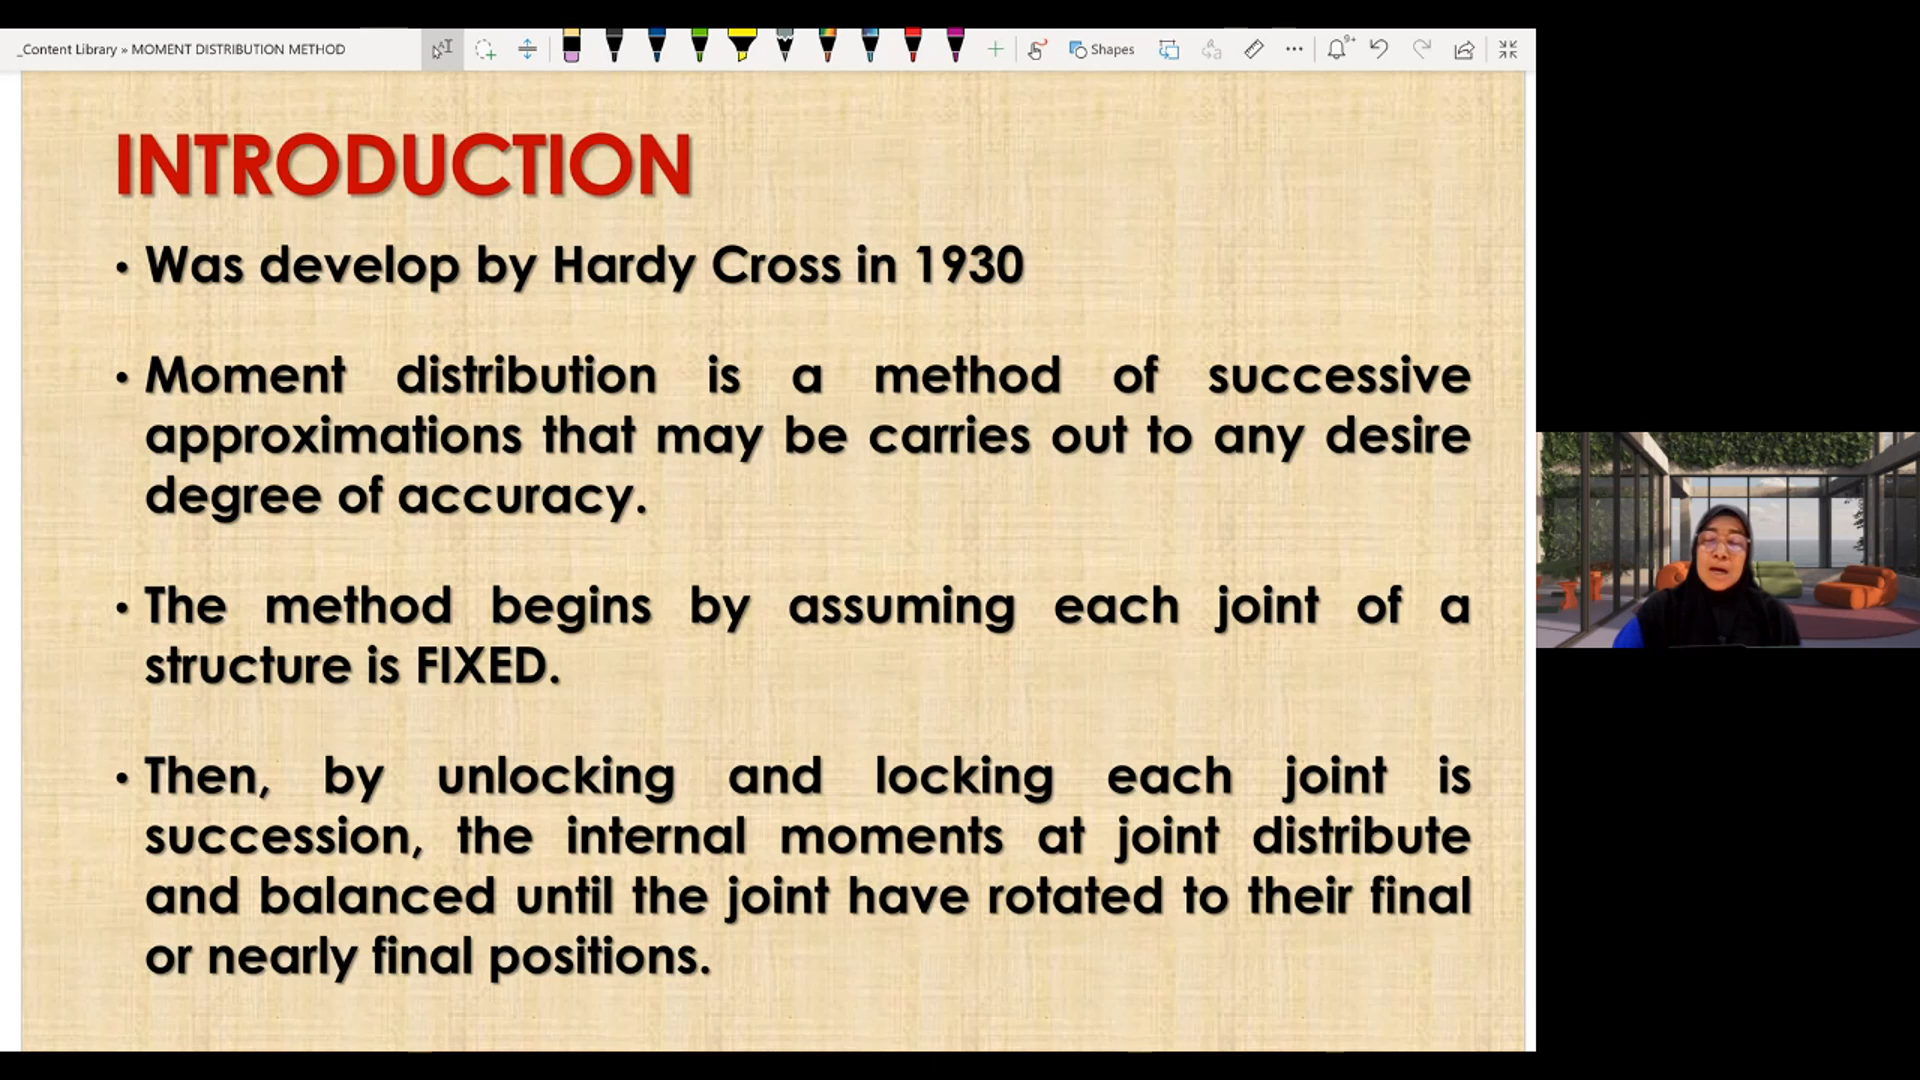 _Content Library » MOMENT DISTRIBUTION METHOD
Shapes
9+
INTRODUCTION
• Was develop by Hardy Cross in 1930
• Moment distribution is a method of successive
approximations that may be carries out to any desire
degree of accuracy.
• The method begins by assuming each joint of a
structure is FIXED.
• Then, by unlocking and locking each joint is
succession, the internal moments at joint distribute
and balanced until the joint have rotated to their final
or nearly final positions.